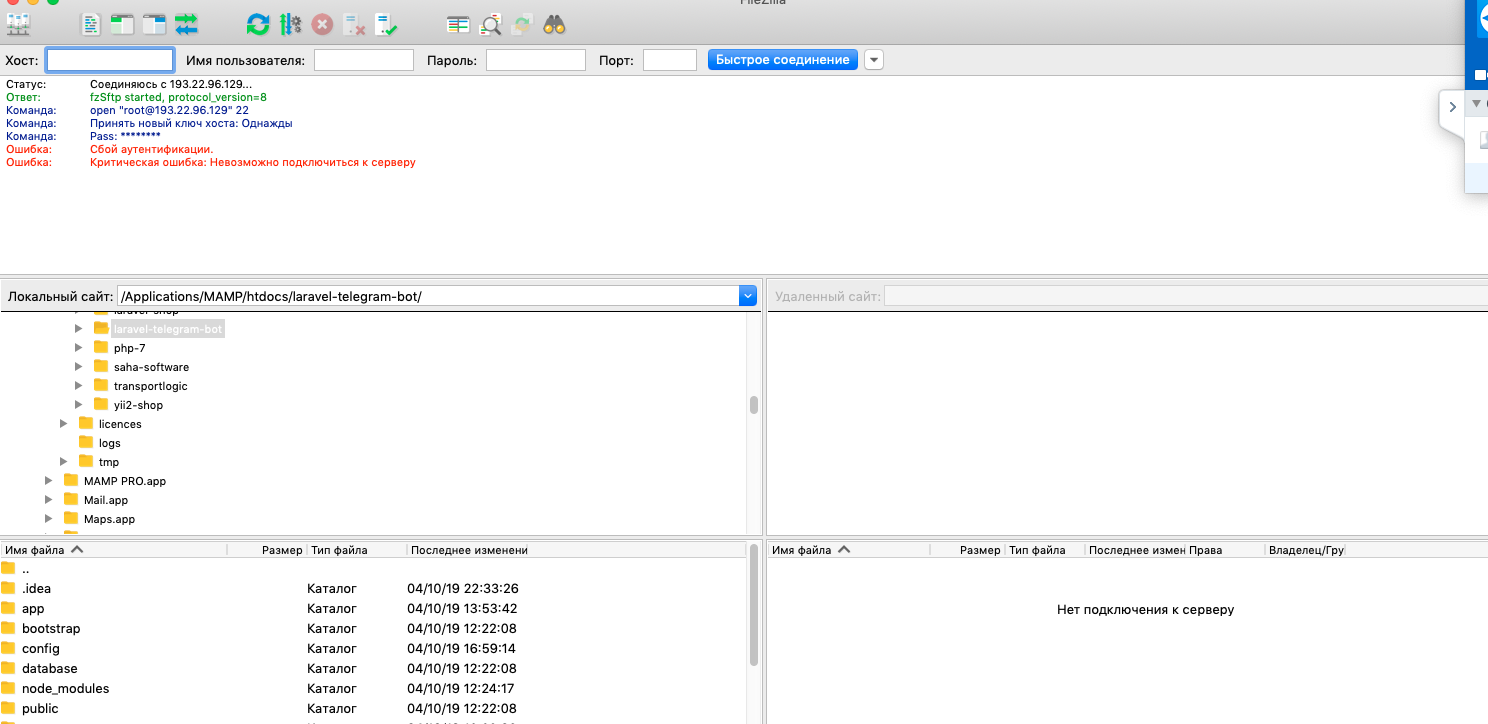 FileZilla
Хост: Имя пользователя: Пароль: Порт: Быстрое соединение
Статус: Соединяюсь с 193.22.96.129...
Ответ: fzSftp started, protocol_version=8
Команда: open "root@193.22.96.129" 22
Команда: Принять новый ключ хоста: Однажды
Команда: Pass: ********
Ошибка: Сбой аутентификации.
Ошибка: Критическая ошибка: Невозможно подключиться к серверу
Локальный сайт: /Applications/MAMP/htdocs/laravel-telegram-bot/
Удаленный сайт:
laravel-shop
laravel-telegram-bot
php-7
saha-software
transportlogic
yii2-shop
licences
logs
tmp
MAMP PRO.app
Mail.app
Maps.app
Имя файла Размер Тип файла Последнее изменени
..
.idea Каталог 04/10/19 22:33:26
app Каталог 04/10/19 13:53:42
bootstrap Каталог 04/10/19 12:22:08
config Каталог 04/10/19 16:59:14
database Каталог 04/10/19 12:22:08
node_modules Каталог 04/10/19 12:24:17
public Каталог 04/10/19 12:22:08
Имя файла Размер Тип файла Последнее измен Права Владелец/Гру
Нет подключения к серверу